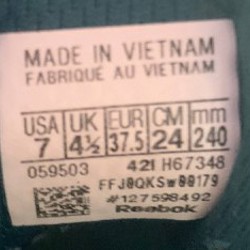 MADE IN VIETNAM
FABRIQUÉ AU VIETNAM
USA UK EUR CM mm
7 4½ 37.5 24 240
059503 421 H67348
FFJ0QKSW00179
#127598492
Reebok